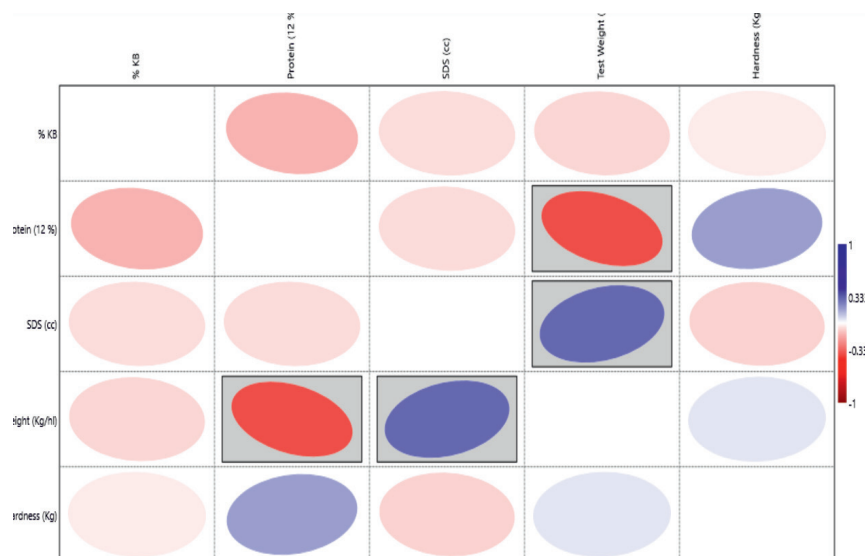 % KB
Protein (12 %
SDS (cc)
Test Weight (
Hardness (Kg
% KB
otein (12 %)
SDS (cc)
eight (Kg/hl)
ardness (Kg)
1
0.33
-0.33
-1